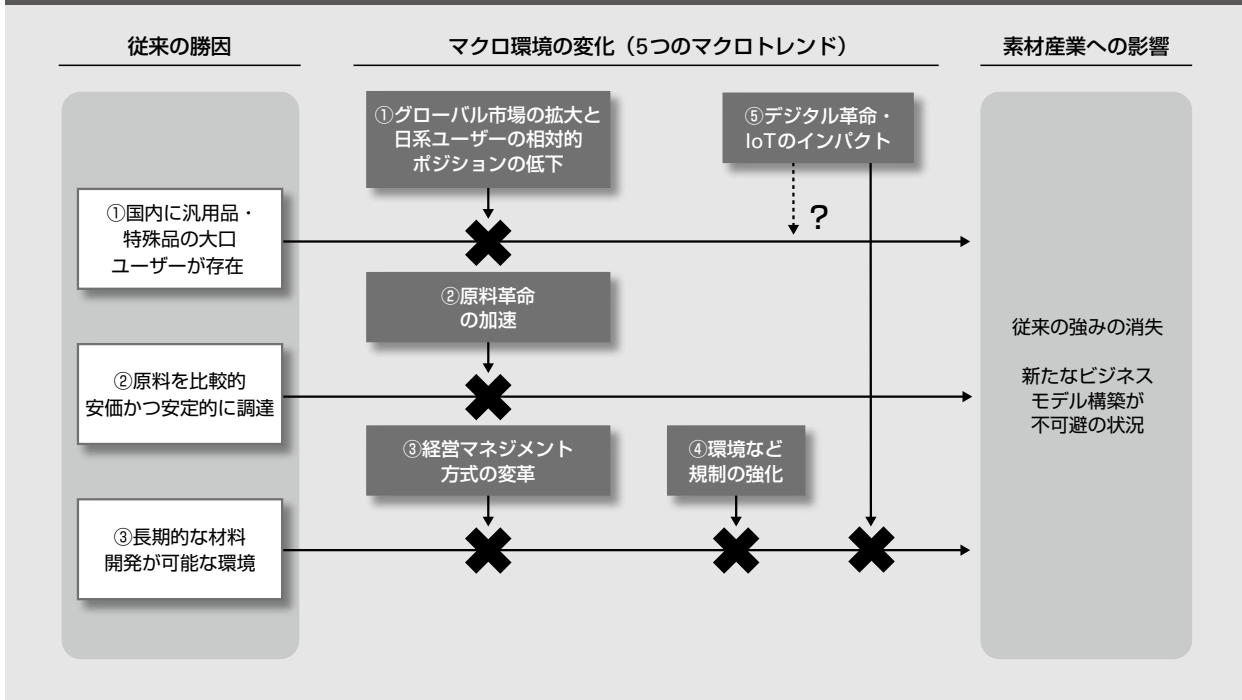 従来の勝因
マクロ環境の変化（5つのマクロトレンド）
素材産業への影響
①国内に汎用品・
特殊品の大口
ユーザーが存在
②原料を比較的
安価かつ安定的に調達
③長期的な材料
開発が可能な環境
①グローバル市場の拡大と
日系ユーザーの相対的
ポジションの低下
⑤デジタル革命・
IoTのインパクト
?
②原料革命
の加速
③経営マネジメント
方式の変革
④環境など
規制の強化
従来の強みの消失
新たなビジネス
モデル構築が
不可避の状況